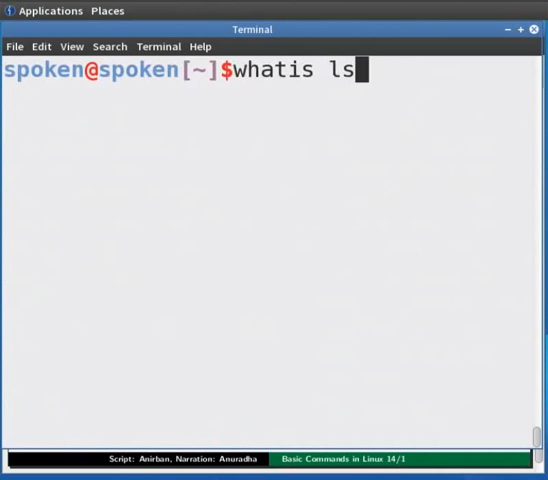 Applications Places
Terminal
File Edit View Search Terminal Help
spoken@spoken[~]$whatis ls
Script: Anirban, Narration: Anuradha Basic Commands in Linux 14/1